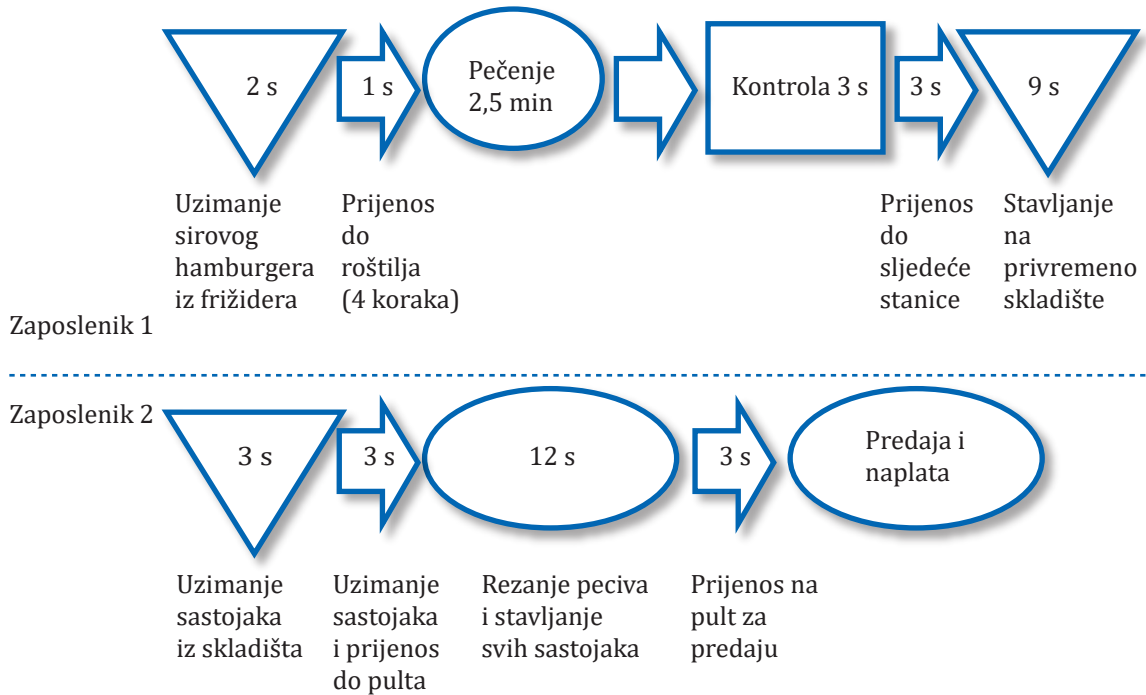 2 s
1 s
Pečenje
2,5 min
Kontrola 3 s
3 s
9 s
Uzimanje
sirovog
hamburgera
iz frižidera
Prijenos
do
roštilja
(4 koraka)
Prijenos
do
sljedeće
stanice
Stavljanje
na
privremeno
skladište
Zaposlenik 1
Zaposlenik 2
3 s
3 s
12 s
3 s
Predaja i
naplata
Uzimanje
sastojaka
iz skladišta
Uzimanje
sastojaka
i prijenos
do pulta
Rezanje peciva
i stavljanje
svih sastojaka
Prijenos na
pult za
predaju